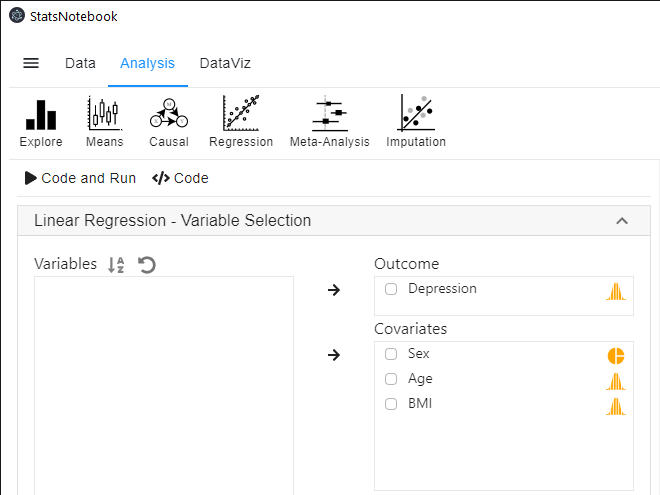 StatsNotebook
Data Analysis DataViz
Explore Means Causal Regression Meta-Analysis Imputation
Code and Run Code
Linear Regression - Variable Selection
Variables
Outcome
Depression
Covariates
Sex
Age
BMI